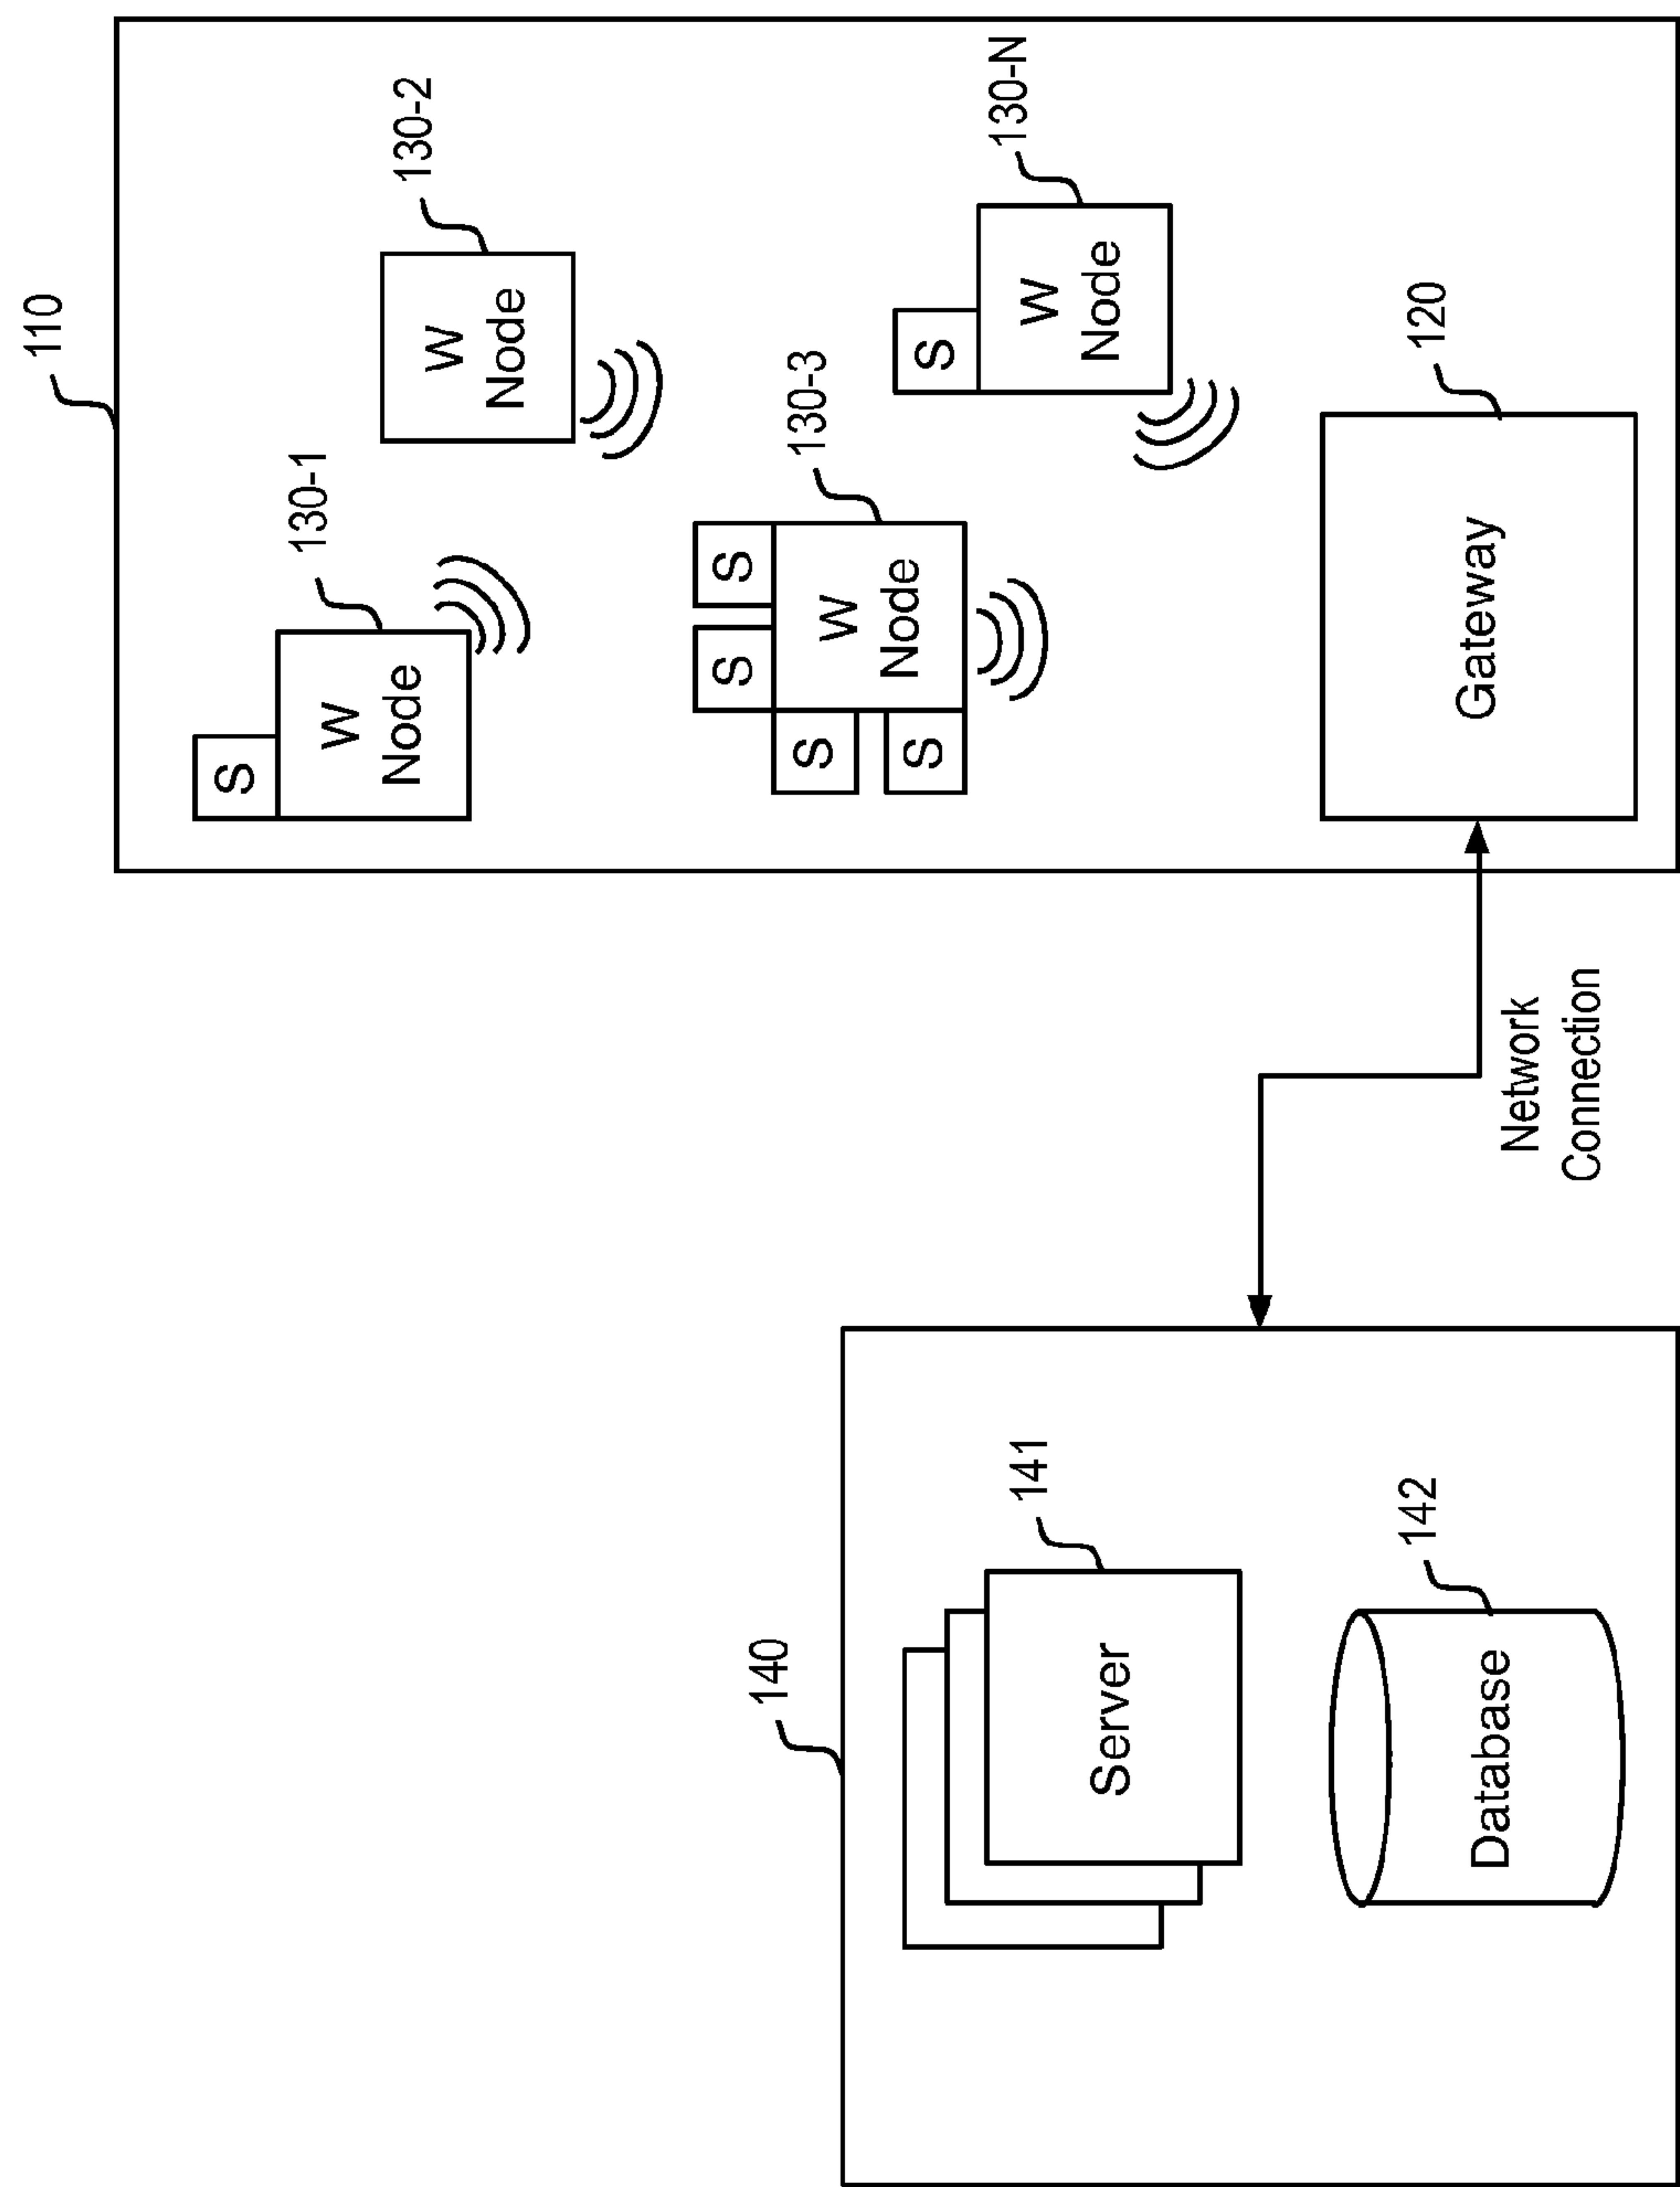 110
130-1
130-2
S
W
Node
W
Node
130-3
130-N
S
S
S
S
W
Node
S
W
Node
120
Gateway
Network
Connection
140
141
Server
142
Database